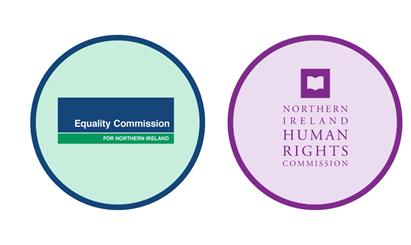 Equality Commission
FOR NORTHERN IRELAND
NORTHERN
IRELAND
HUMAN
RIGHTS
COMMISSION